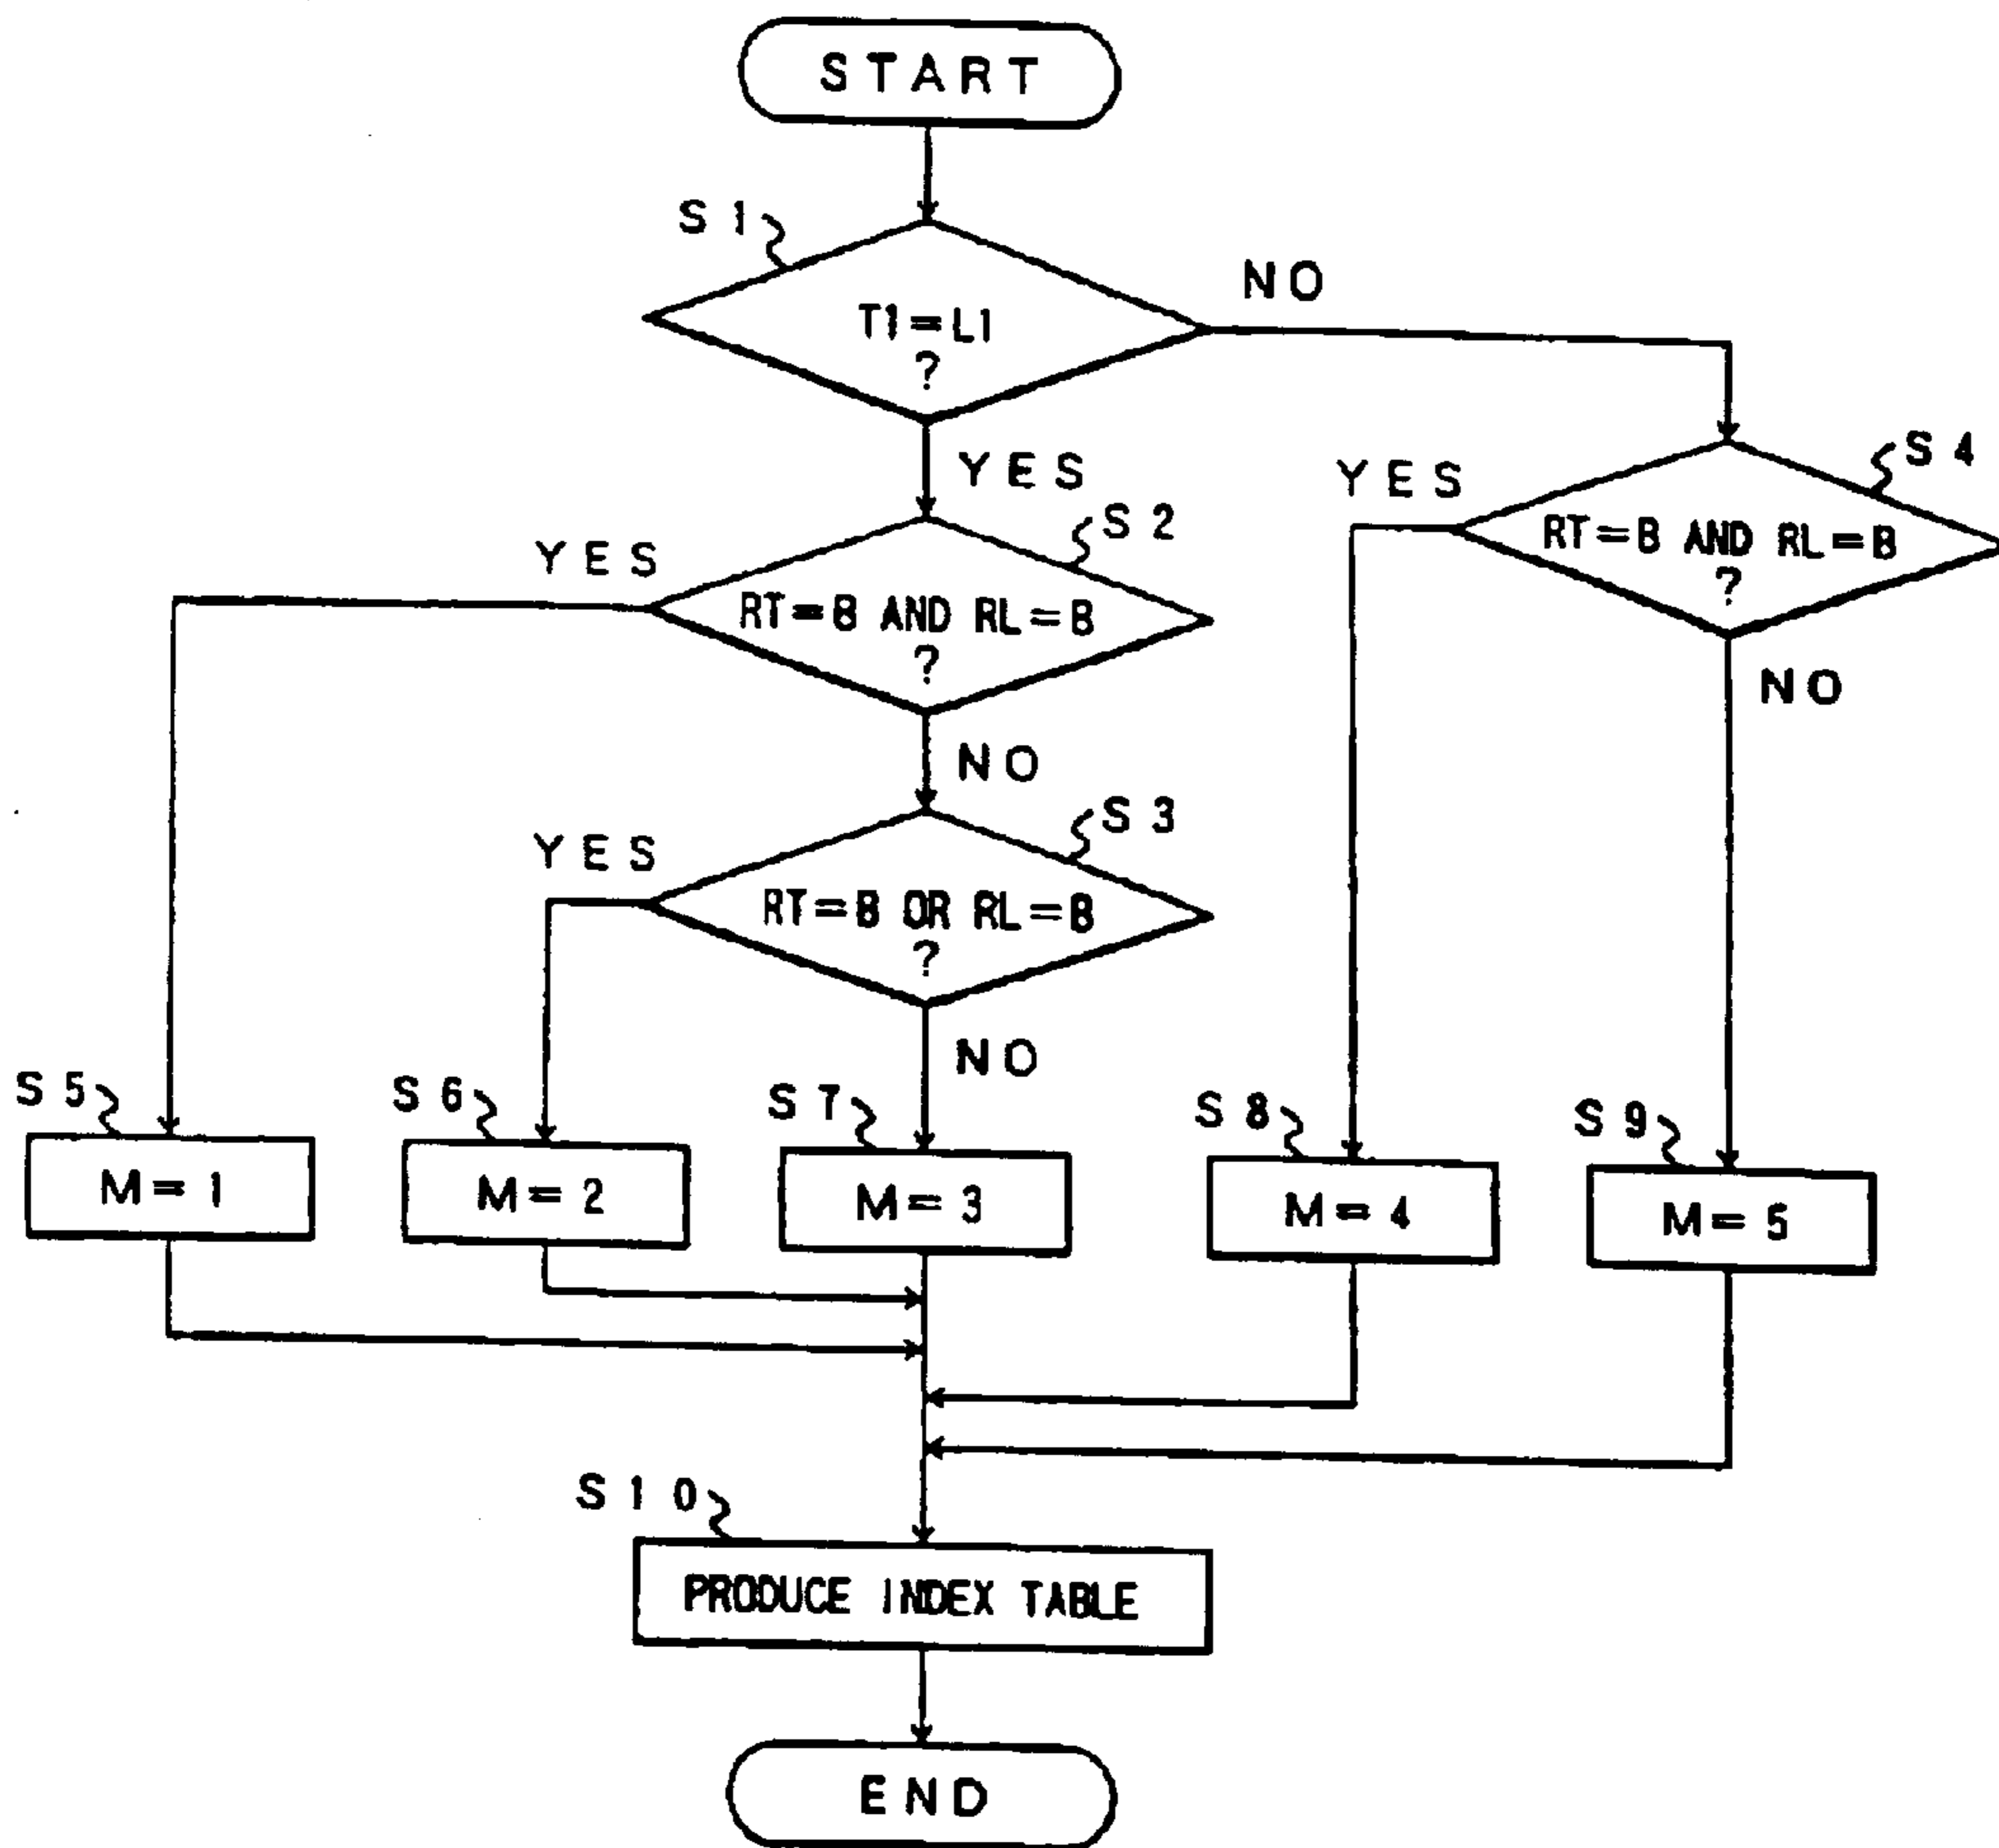 START
S1
T1=L1
?
NO
YES
S2
YES
RT=B AND RL=B
?
NO
S4
YES
RT=B AND RL=B
?
NO
S3
YES
RT=B OR RL=B
?
NO
S5
M=1
S6
M=2
S7
M=3
S8
M=4
S9
M=5
S10
PRODUCE INDEX TABLE
END